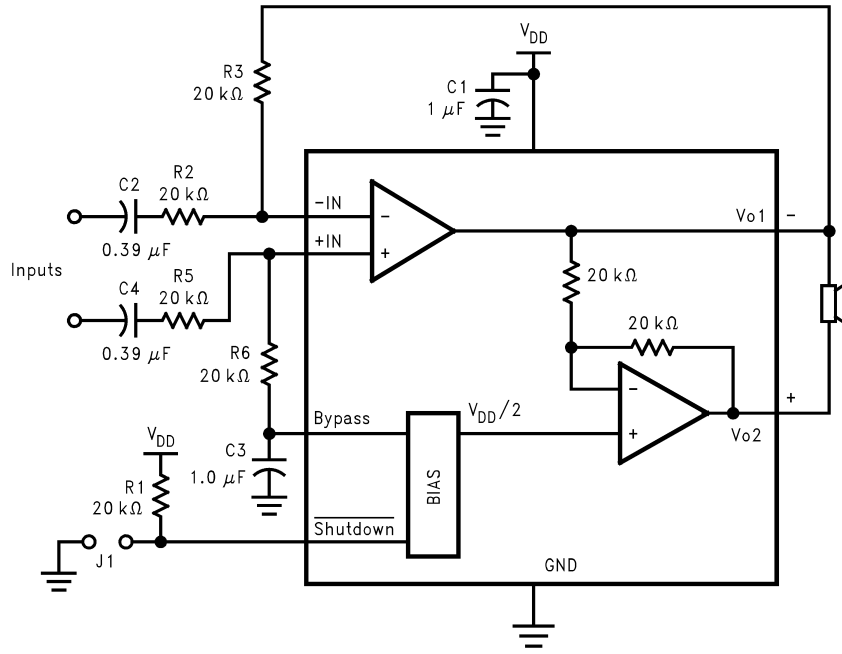 V_DD
R3
20 kΩ
C1
1 μF
C2
R2
20 kΩ
0.39 μF
−IN
−
+IN
+
Vo1
−
Inputs
C4
R5
20 kΩ
0.39 μF
20 kΩ
20 kΩ
R6
20 kΩ
−
+
Bypass
V_DD/2
+
Vo2
V_DD
C3
1.0 μF
R1
20 kΩ
BIAS
Shutdown
J1
GND